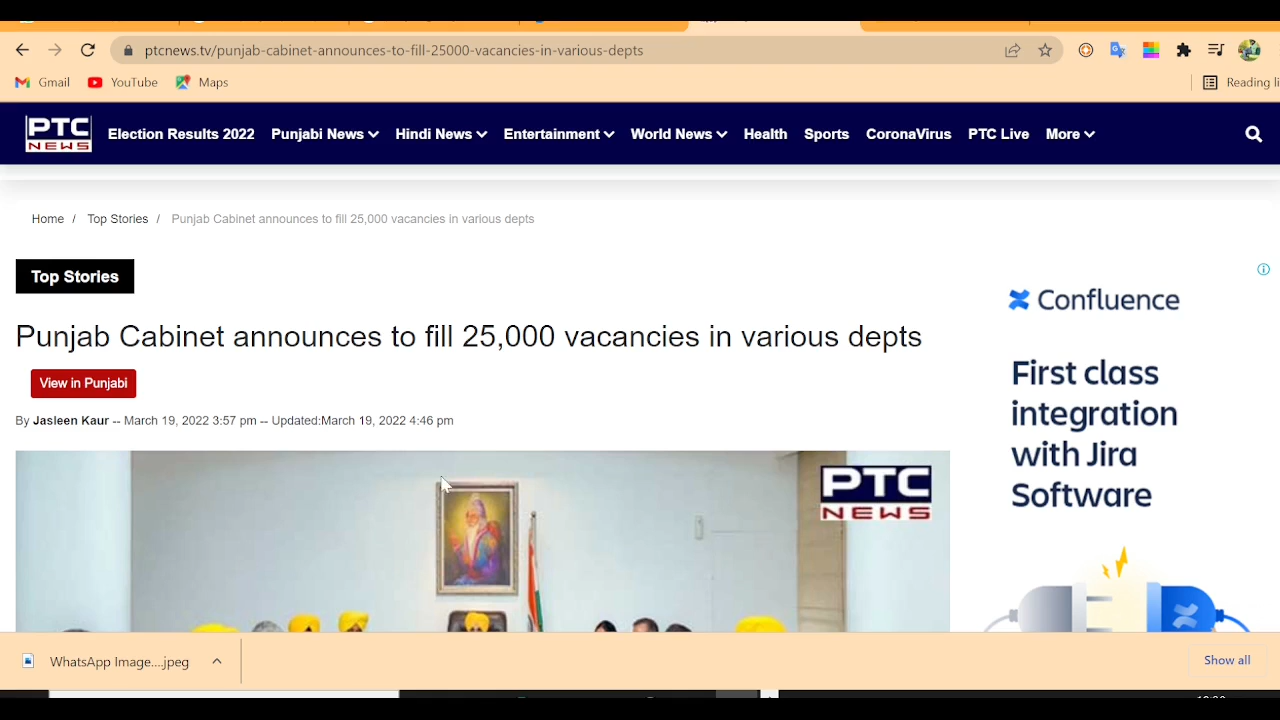 ptcnews.tv/punjab-cabinet-announces-to-fill-25000-vacancies-in-various-depts
Gmail YouTube Maps Reading li
PTC NEWS Election Results 2022 Punjabi News Hindi News Entertainment World News Health Sports CoronaVirus PTC Live More
Home / Top Stories / Punjab Cabinet announces to fill 25,000 vacancies in various depts
Top Stories
Punjab Cabinet announces to fill 25,000 vacancies in various depts
View in Punjabi
By Jasleen Kaur -- March 19, 2022 3:57 pm -- Updated:March 19, 2022 4:46 pm
PTC
NEWS
Confluence
First class
integration
with Jira
Software
WhatsApp Image....jpeg
Show all